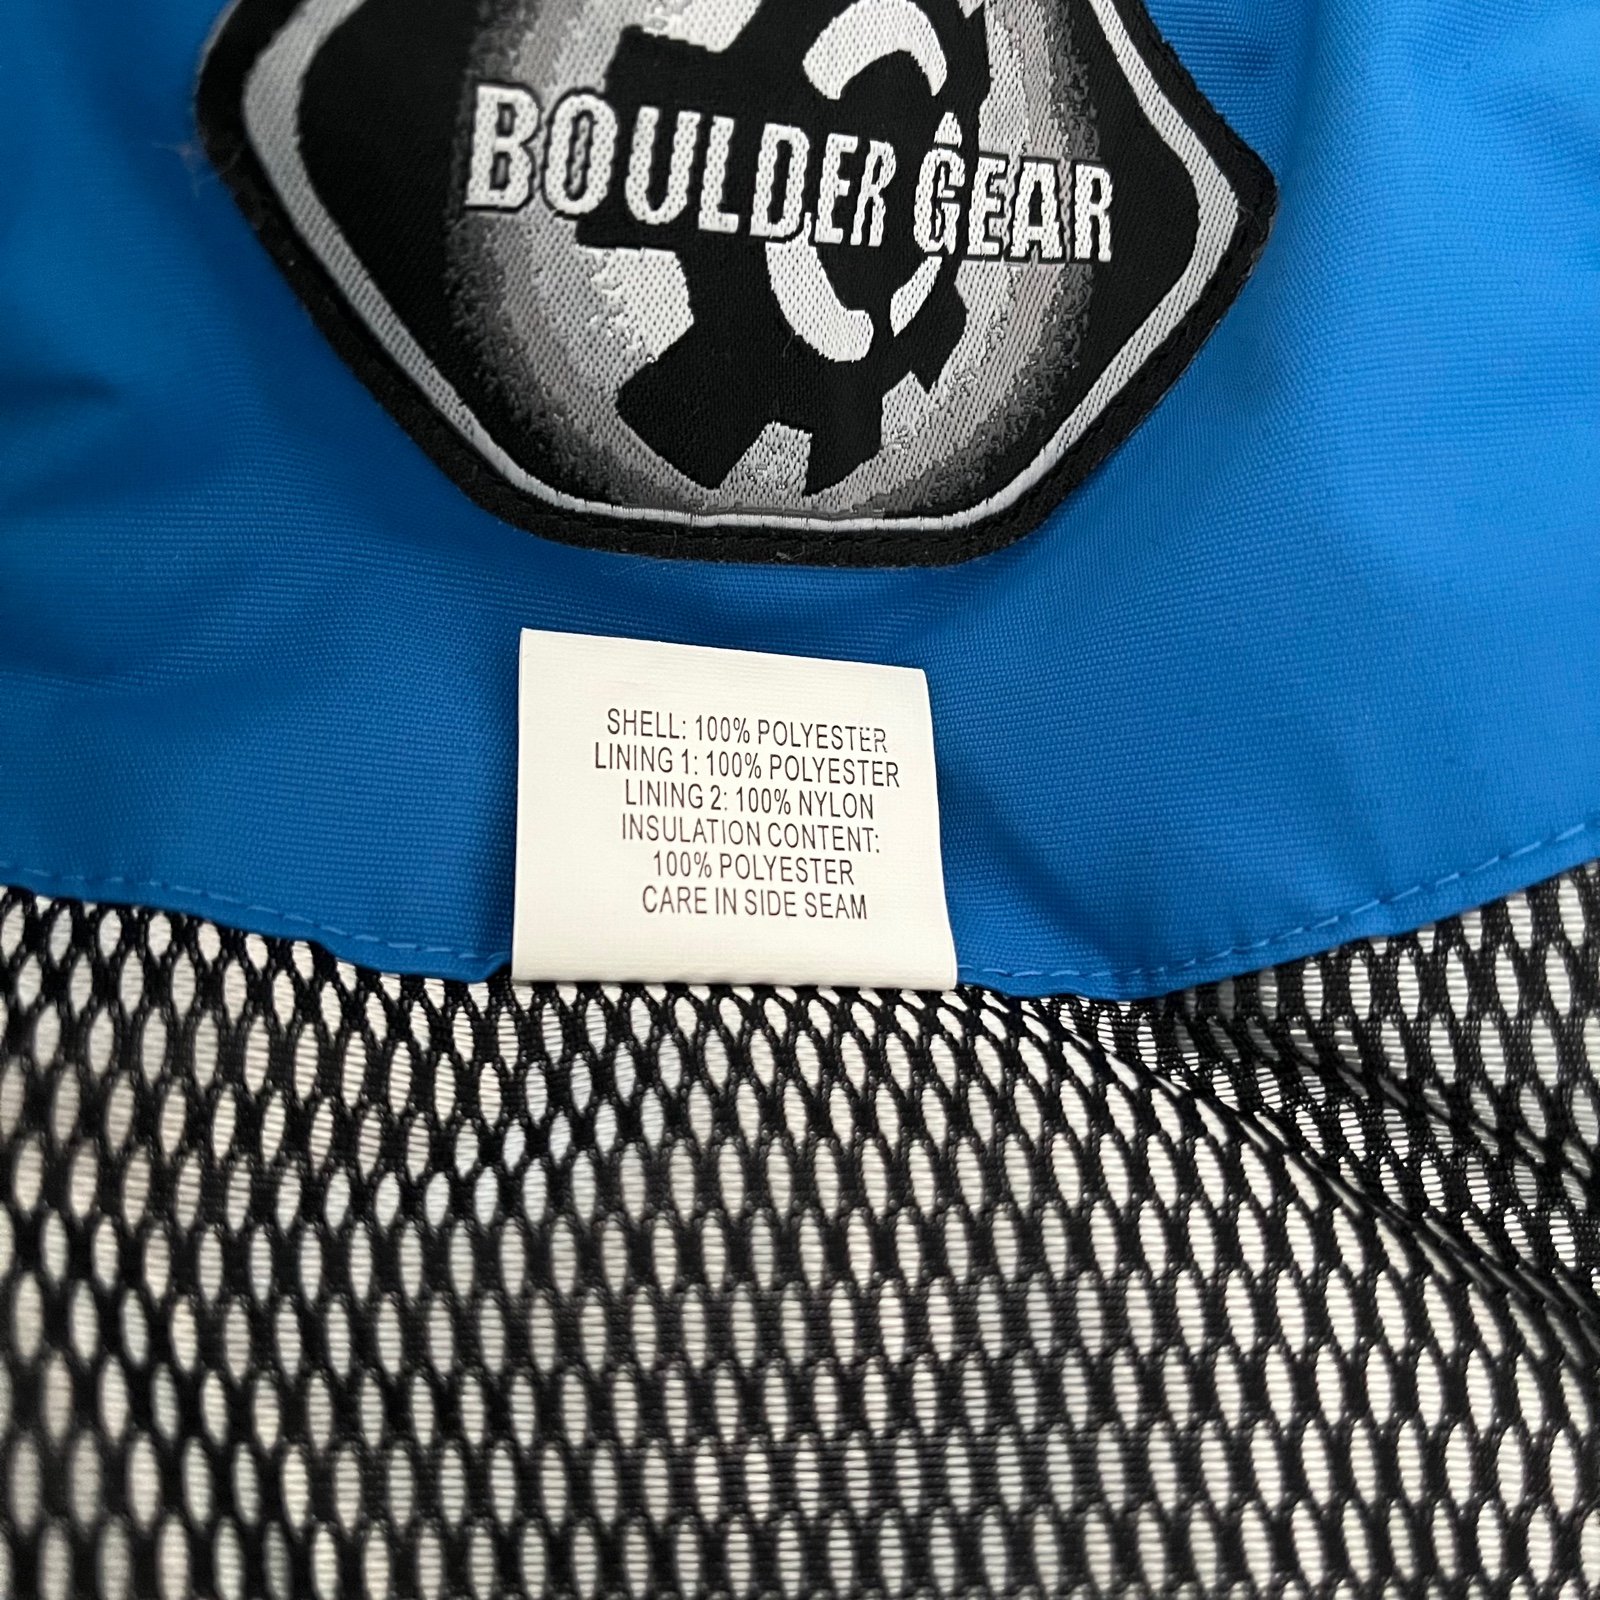 BOULDER GEAR
SHELL: 100% POLYESTER
LINING 1: 100% POLYESTER
LINING 2: 100% NYLON
INSULATION CONTENT:
100% POLYESTER
CARE IN SIDE SEAM